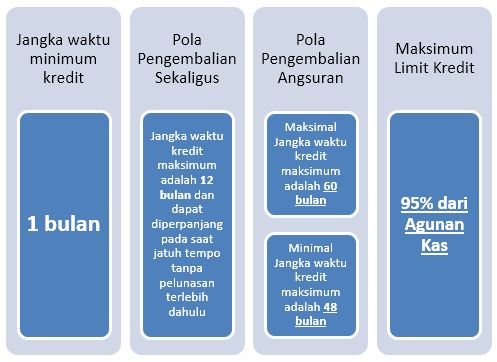 Jangka waktu
minimum
kredit
1 bulan
Pola
Pengembalian
Sekaligus
Jangka waktu
kredit
maksimum
adalah 12
bulan dan
dapat
diperpanjang
pada saat
jatuh tempo
tanpa
pelunasan
terlebih
dahulu
Pola
Pengembalian
Angsuran
Maksimal
Jangka waktu
kredit
maksimum
adalah 60
bulan
Minimal
Jangka waktu
kredit
maksimum
adalah 48
bulan
Maksimum
Limit Kredit
95% dari
Agunan
Kas